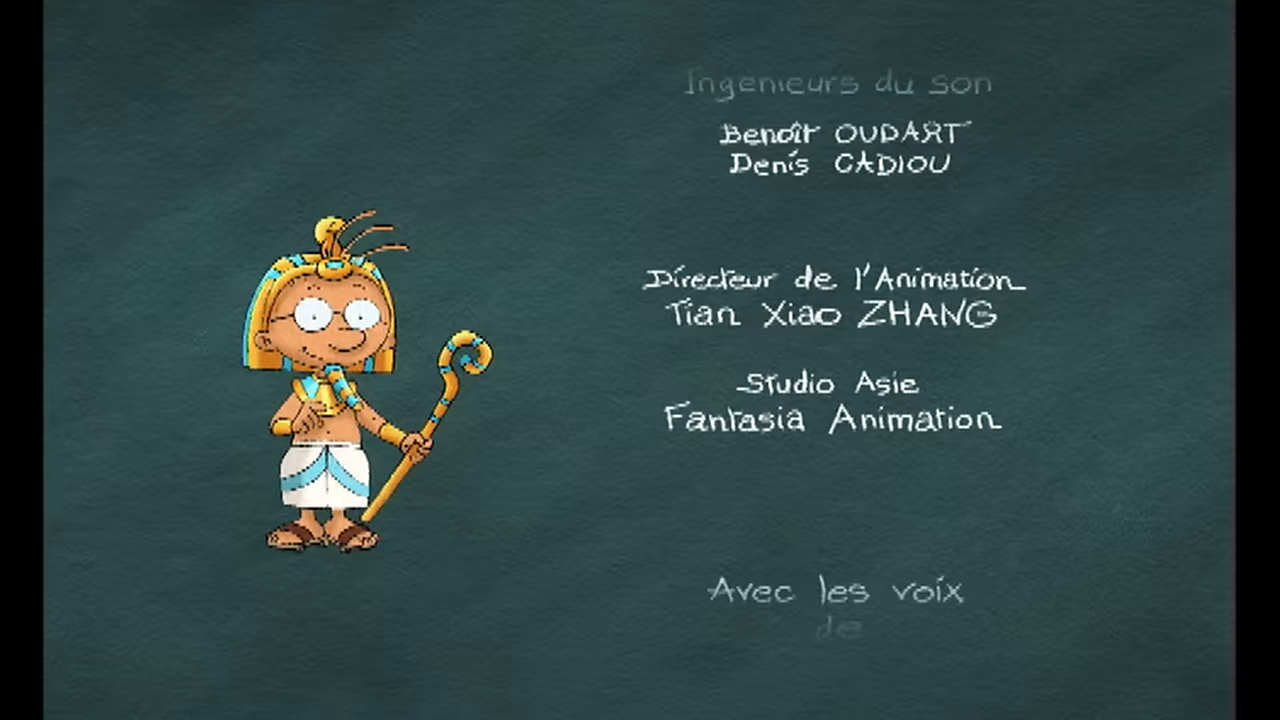 Ingénieurs du son
Benoît OUDART
Denis CADIOU
Directeur de l'Animation
Tian Xiao ZHANG
Studio Asie
Fantasia Animation
Avec les voix
de